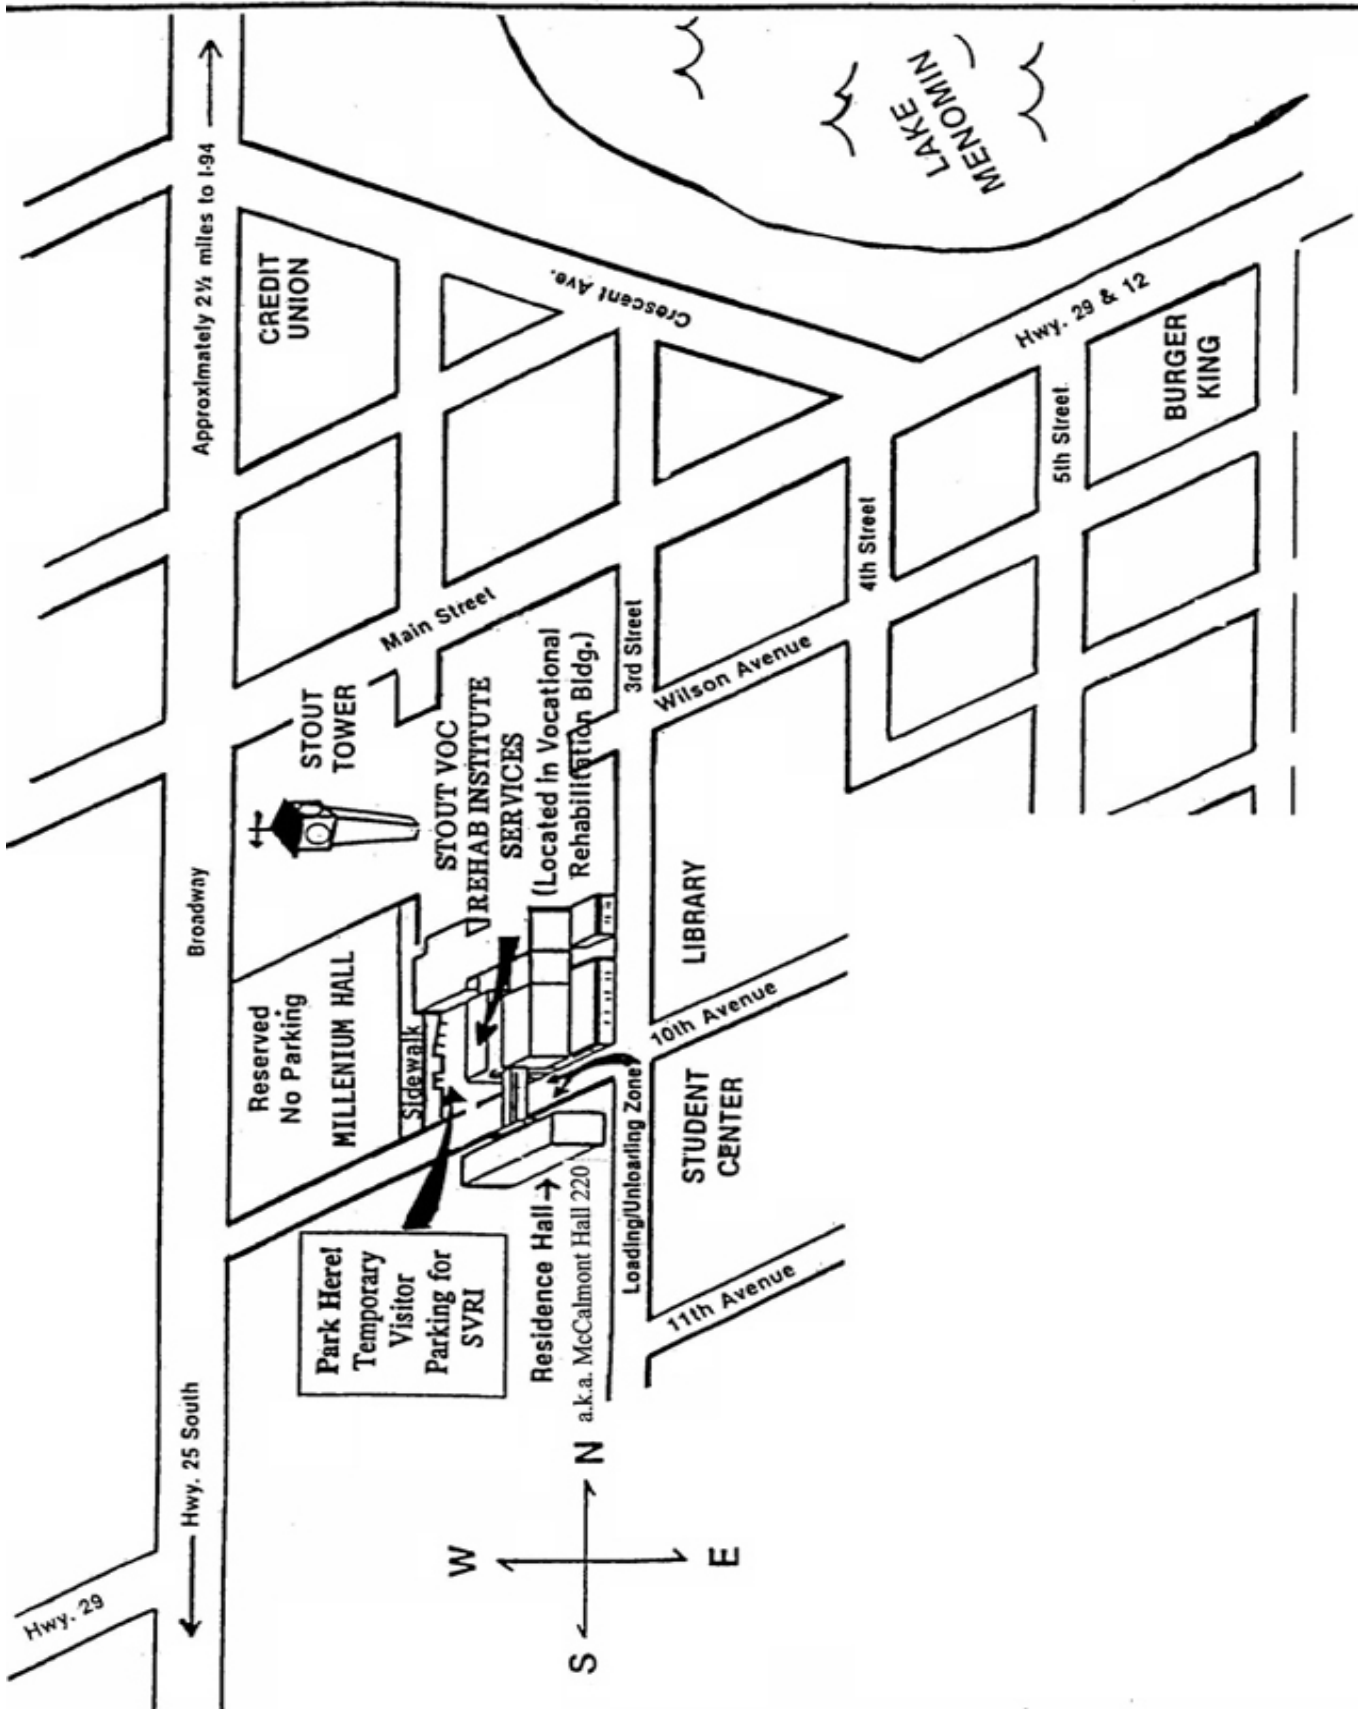 Approximately 2½ miles to I-94
LAKE
MENOMIN
CREDIT
UNION
Crescent Ave.
Hwy. 29 & 12
BURGER
KING
5th Street
4th Street
Main Street
3rd Street
Wilson Avenue
STOUT
TOWER
STOUT VOC
REHAB INSTITUTE
SERVICES
(Located In Vocational
Rehabilitation Bldg.)
Broadway
LIBRARY
Reserved
No Parking
MILLENIUM HALL
Sidewalk
10th Avenue
Loading/Unloading Zone
STUDENT
CENTER
Park Here!
Temporary
Visitor
Parking for
SVRI
Residence Hall
a.k.a. McCalmont Hall 220
11th Avenue
Hwy. 25 South
Hwy. 29
N
W
E
S